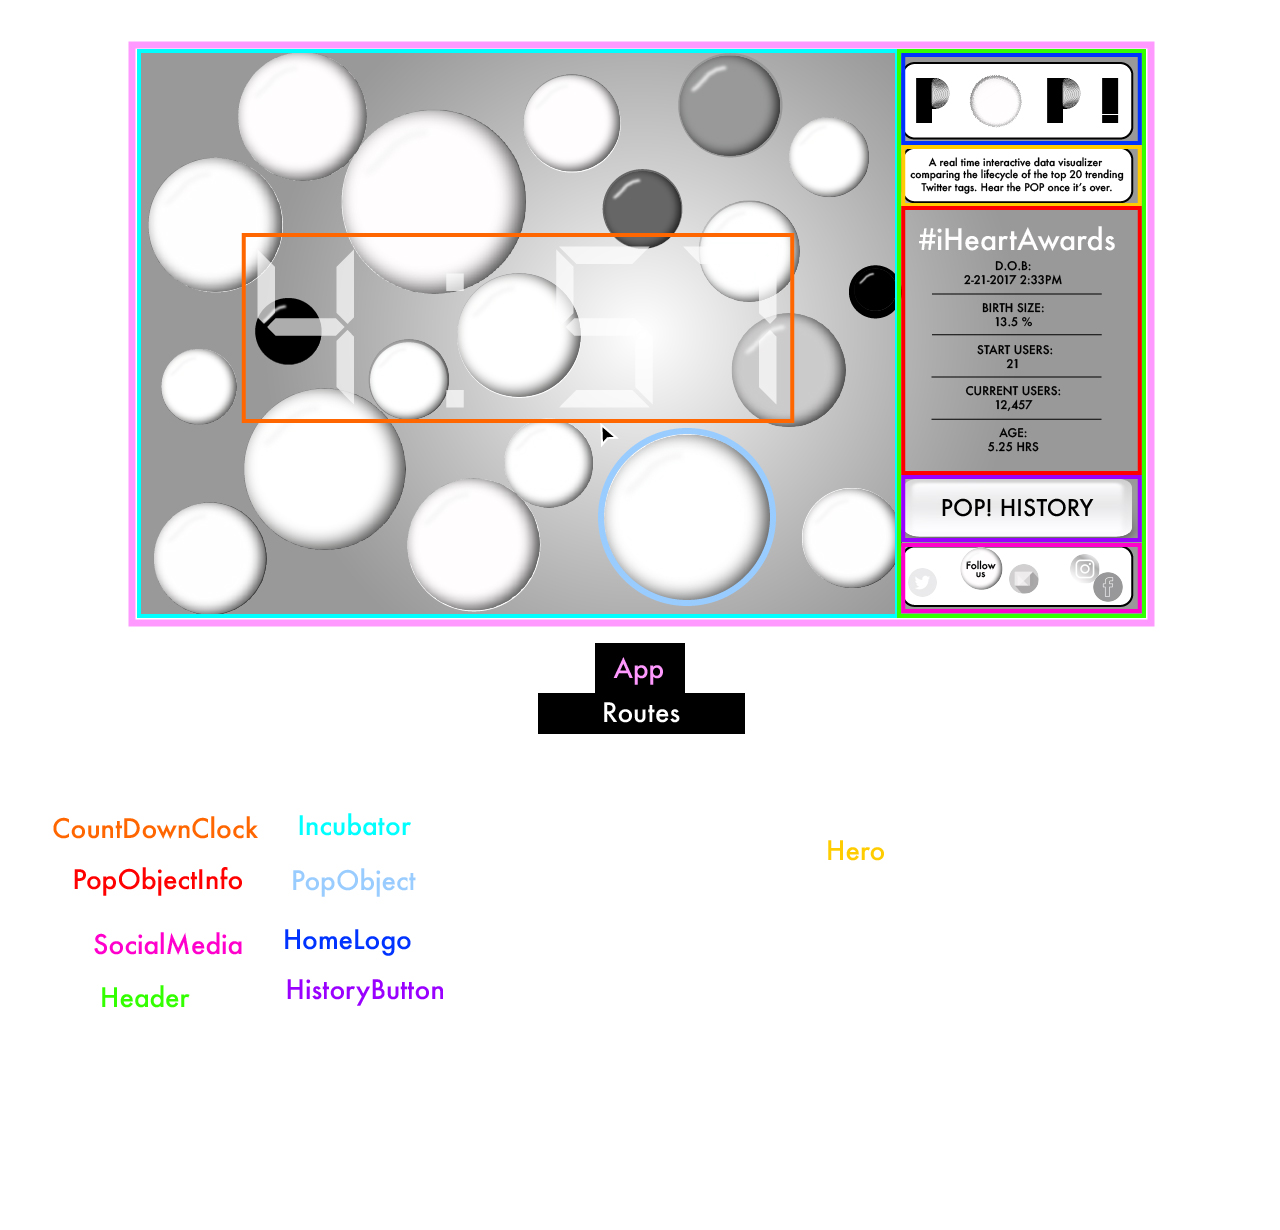 POP!
A real time interactive data visualizer
comparing the lifecycle of the top 20 trending
Twitter tags. Hear the POP once it's over.
4:57
#iHeartAwards
D.O.B:
2-21-2017 2:33PM
BIRTH SIZE:
13.5 %
START USERS:
21
CURRENT USERS:
12,457
AGE:
5.25 HRS
POP! HISTORY
Follow
us
App
Routes
CountDownClock
Incubator
Hero
PopObjectInfo
PopObject
SocialMedia
HomeLogo
Header
HistoryButton